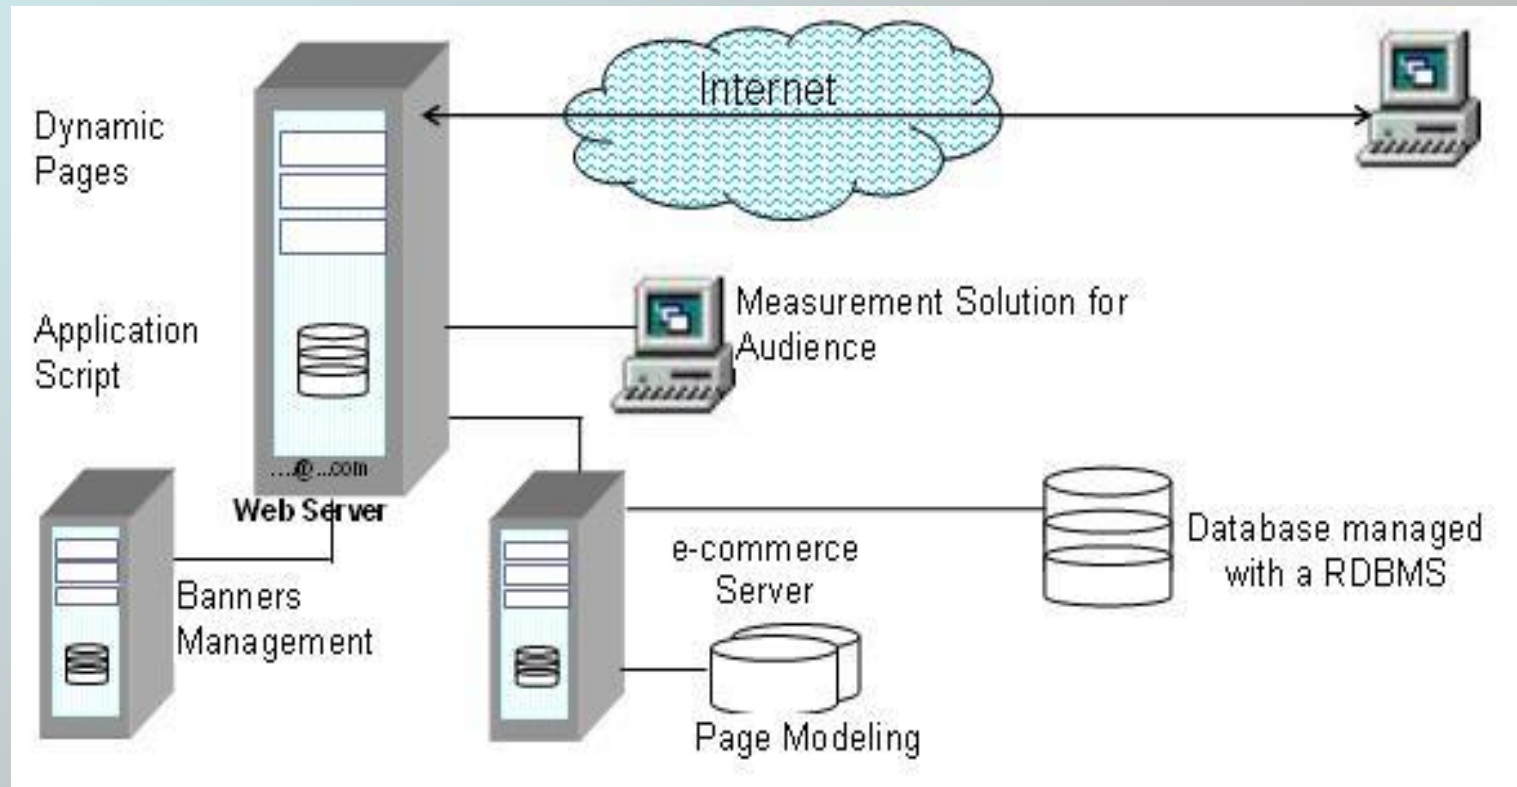 Internet
Dynamic
Pages
Measurement Solution for
Audience
Application
Script
....@...com
Web Server
e-commerce
Server
Database managed
with a RDBMS
Banners
Management
Page Modeling